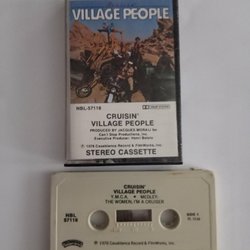 VILLAGE PEOPLE
NBL-57118
CRUISIN'
VILLAGE PEOPLE
PRODUCED BY JACQUES MORALI for
Can't Stop Productions, Inc.
Executive Producer: Henri Belolo
℗ 1978 Casablanca Record & FilmWorks, Inc.
STEREO CASSETTE
CRUISIN'
VILLAGE PEOPLE
Y.M.C.A. • MEDLEY:
THE WOMEN; I'M A CRUISER
NBL
57118
SIDE 1
℗ 1978 Casablanca Record & FilmWorks, Inc.